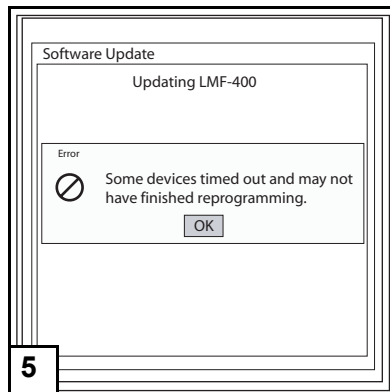 Software Update
Updating LMF-400
Error
Some devices timed out and may not
have finished reprogramming.
OK
5